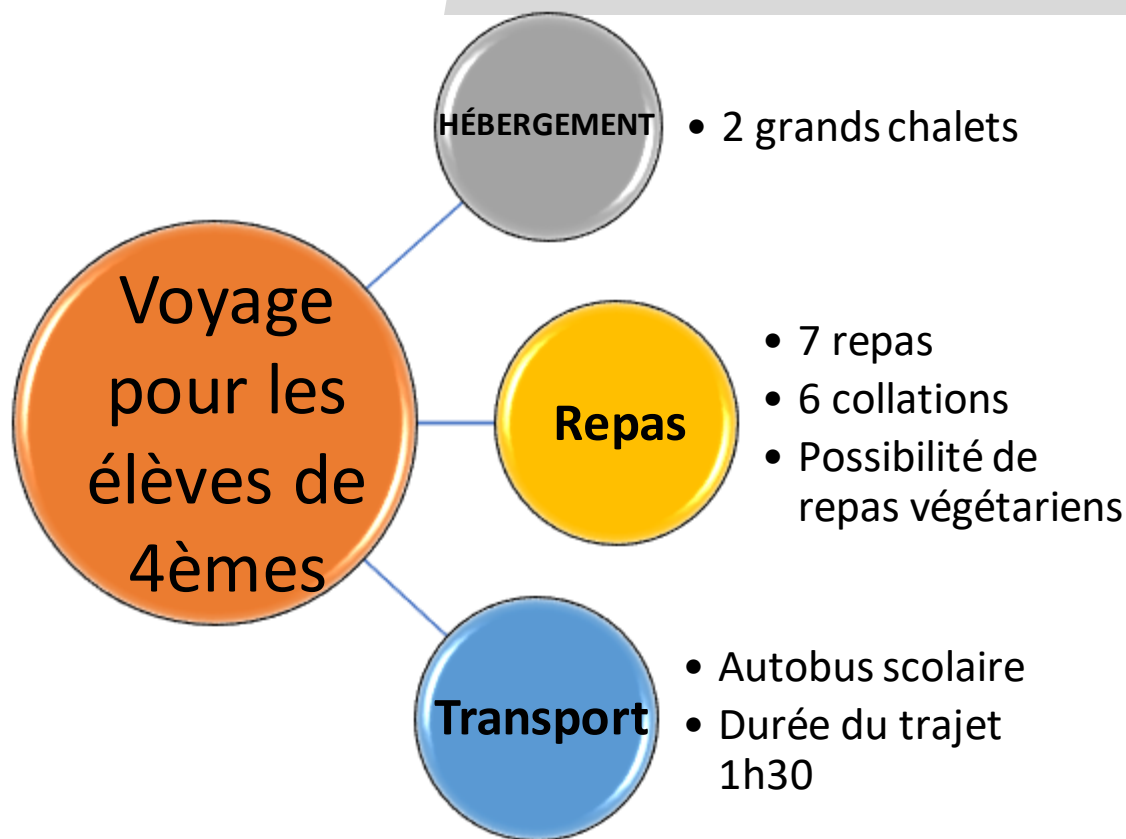 HÉBERGEMENT
• 2 grands chalets
Voyage
pour les
élèves de
4èmes
Repas
• 7 repas
• 6 collations
• Possibilité de
repas végétariens
Transport
• Autobus scolaire
• Durée du trajet
1h30